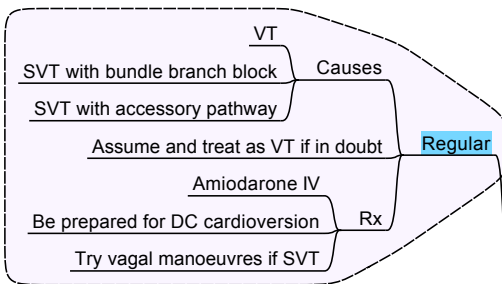 VT
SVT with bundle branch block
Causes
SVT with accessory pathway
Assume and treat as VT if in doubt
Regular
Amiodarone IV
Be prepared for DC cardioversion
Rx
Try vagal manoeuvres if SVT